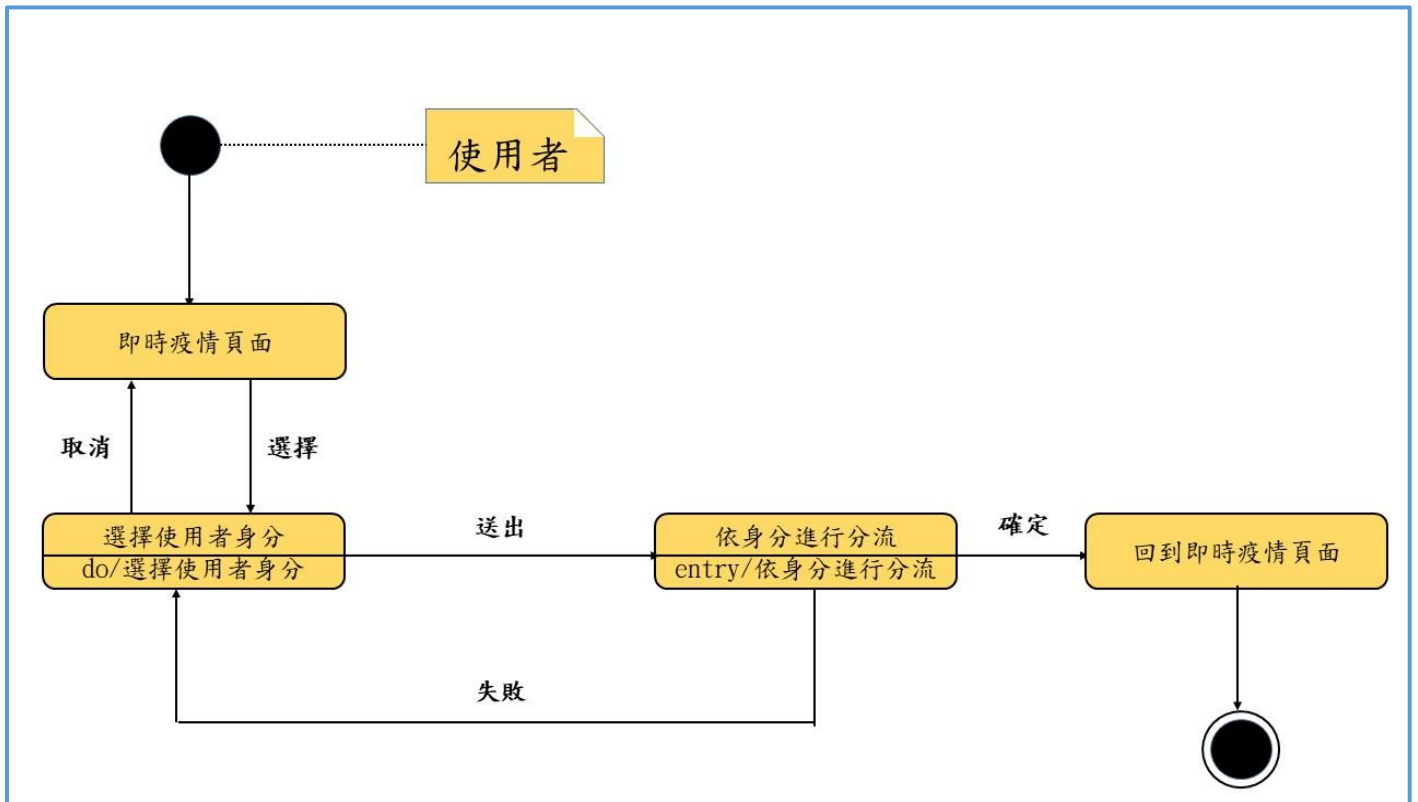 使用者
即時疫情頁面
取消
選擇
選擇使用者身分
do/選擇使用者身分
送出
依身分進行分流
entry/依身分進行分流
確定
回到即時疫情頁面
失敗